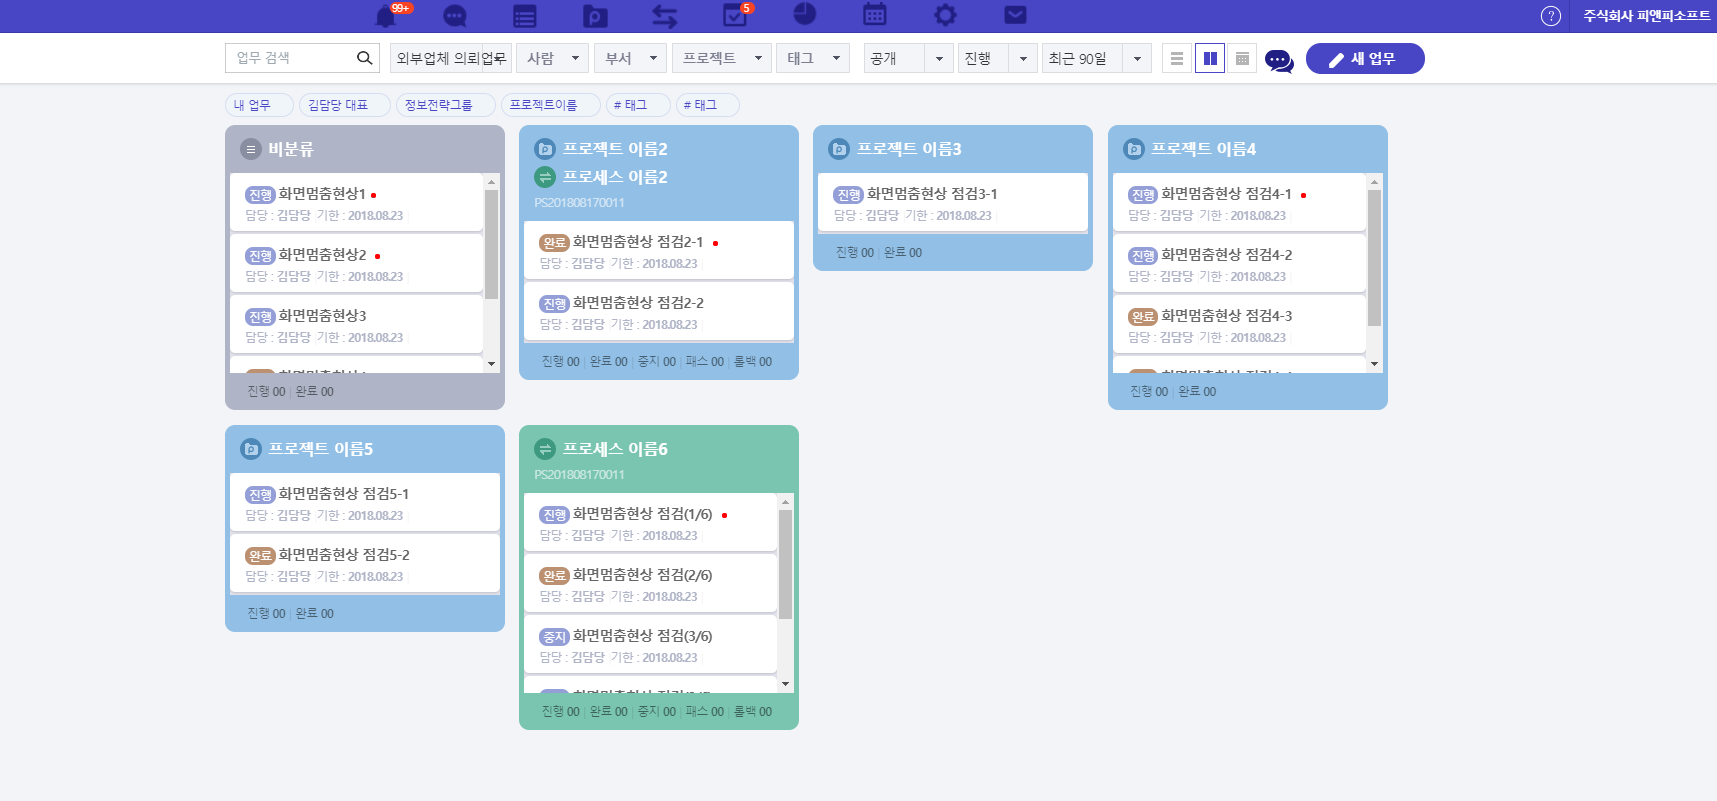 99+
5
?
주식회사 피앤피소프트
업무 검색
외부업체 의뢰업무
사람
부서
프로젝트
태그
공개
진행
최근 90일
새 업무
내 업무
김담당 대표
정보전략그룹
프로젝트이름
# 태그
# 태그
비분류
진행 화면멈춤현상1
담당 : 김담당 기한 : 2018.08.23
진행 화면멈춤현상2
담당 : 김담당 기한 : 2018.08.23
진행 화면멈춤현상3
담당 : 김담당 기한 : 2018.08.23
진행 00 | 완료 00
프로젝트 이름2
프로세스 이름2
PS201808170011
완료 화면멈춤현상 점검2-1
담당 : 김담당 기한 : 2018.08.23
진행 화면멈춤현상 점검2-2
담당 : 김담당 기한 : 2018.08.23
진행 00 | 완료 00 | 중지 00 | 패스 00 | 롤백 00
프로젝트 이름3
진행 화면멈춤현상 점검3-1
담당 : 김담당 기한 : 2018.08.23
진행 00 | 완료 00
프로젝트 이름4
진행 화면멈춤현상 점검4-1
담당 : 김담당 기한 : 2018.08.23
진행 화면멈춤현상 점검4-2
담당 : 김담당 기한 : 2018.08.23
완료 화면멈춤현상 점검4-3
담당 : 김담당 기한 : 2018.08.23
진행 00 | 완료 00
프로젝트 이름5
진행 화면멈춤현상 점검5-1
담당 : 김담당 기한 : 2018.08.23
완료 화면멈춤현상 점검5-2
담당 : 김담당 기한 : 2018.08.23
진행 00 | 완료 00
프로세스 이름6
PS201808170011
진행 화면멈춤현상 점검(1/6)
담당 : 김담당 기한 : 2018.08.23
완료 화면멈춤현상 점검(2/6)
담당 : 김담당 기한 : 2018.08.23
중지 화면멈춤현상 점검(3/6)
담당 : 김담당 기한 : 2018.08.23
진행 00 | 완료 00 | 중지 00 | 패스 00 | 롤백 00